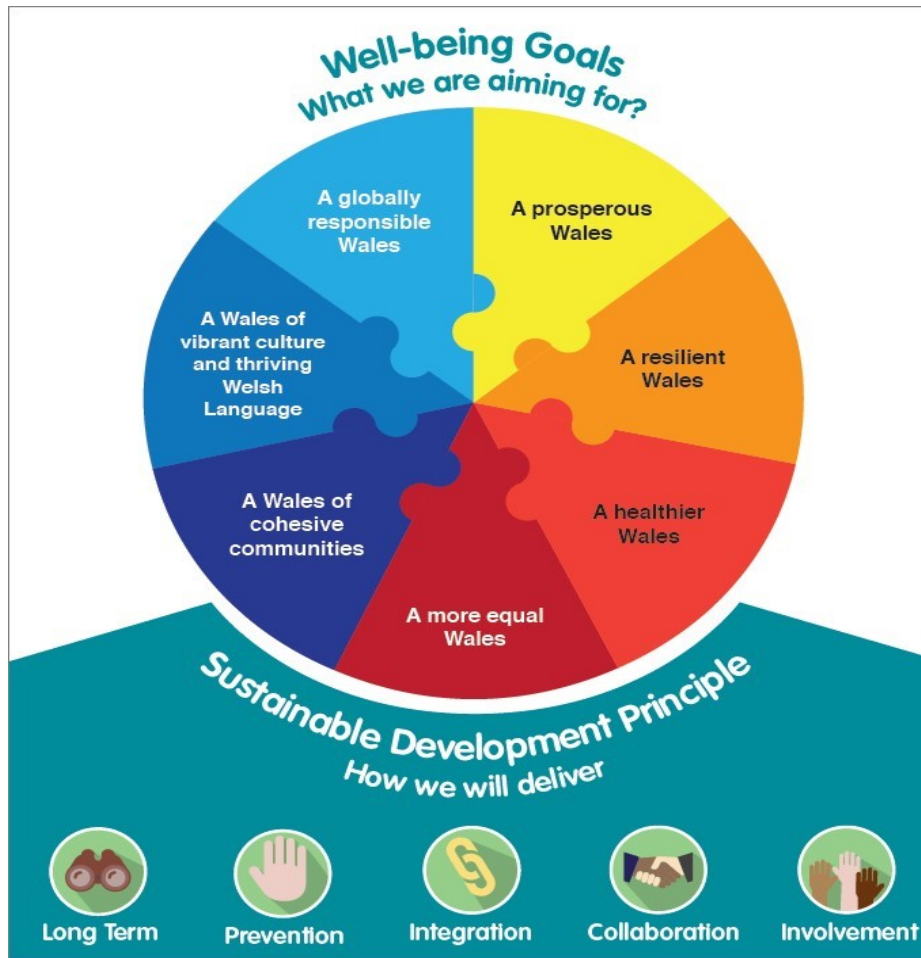 Well-being Goals
What we are aiming for?
A globally
responsible
Wales
A prosperous
Wales
A Wales of
vibrant culture
and thriving
Welsh
Language
A resilient
Wales
A Wales of
cohesive
communities
A healthier
Wales
A more equal
Wales
Sustainable Development Principle
How we will deliver
Long Term
Prevention
Integration
Collaboration
Involvement